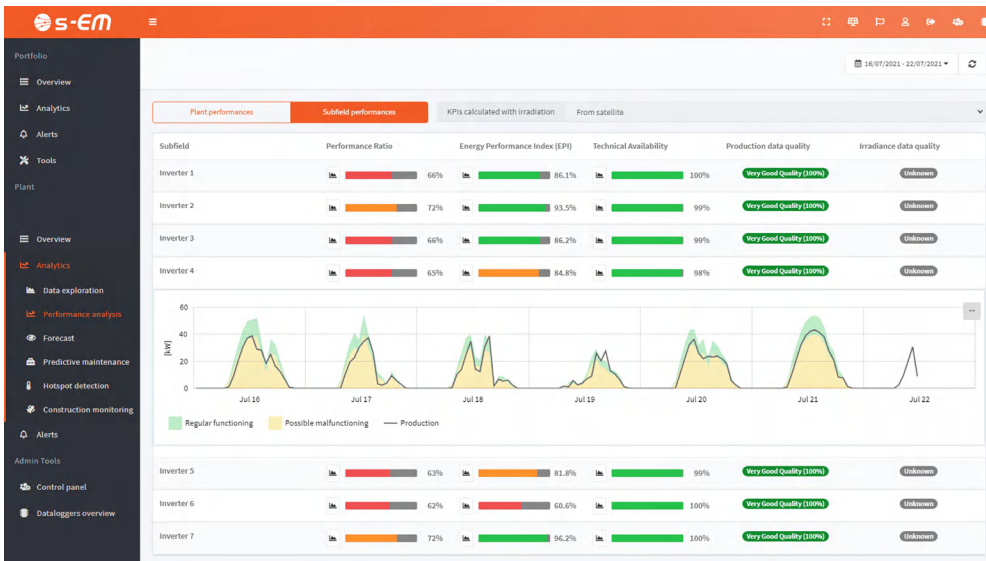 s-EM
16/07/2021 - 22/07/2021
Portfolio
Overview
Analytics
Alerts
Tools
Plant
Overview
Analytics
Data exploration
Performance analysis
Forecast
Predictive maintenance
Hotspot detection
Construction monitoring
Alerts
Admin Tools
Control panel
Dataloggers overview
Plant performances Subfield performances KPIs calculated with irradiation From satellite
Subfield Performance Ratio Energy Performance Index (EPI) Technical Availability Production data quality Irradiance data quality
Inverter 1 66% 86.1% 100% Very Good Quality (100%) Unknown
Inverter 2 72% 93.5% 99% Very Good Quality (100%) Unknown
Inverter 3 66% 86.2% 99% Very Good Quality (100%) Unknown
Inverter 4 65% 84.8% 98% Very Good Quality (100%) Unknown
60
40
20
0
[kW]
Jul 16 Jul 17 Jul 18 Jul 19 Jul 20 Jul 21 Jul 22
Regular functioning Possible malfunctioning Production
Inverter 5 63% 81.8% 99% Very Good Quality (100%) Unknown
Inverter 6 62% 60.6% 100% Very Good Quality (100%) Unknown
Inverter 7 72% 96.2% 100% Very Good Quality (100%) Unknown